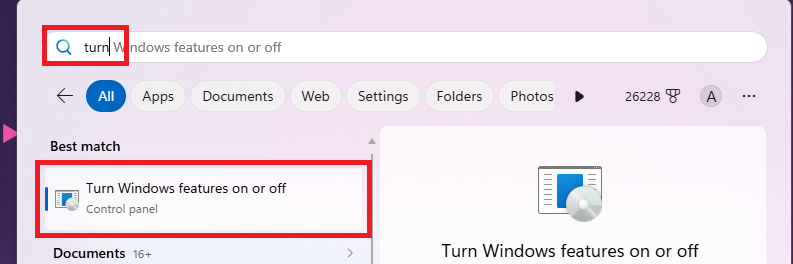 turn Windows features on or off
All Apps Documents Web Settings Folders Photos 26228 A
Best match
Turn Windows features on or off
Control panel
Documents 16+
Turn Windows features on or off